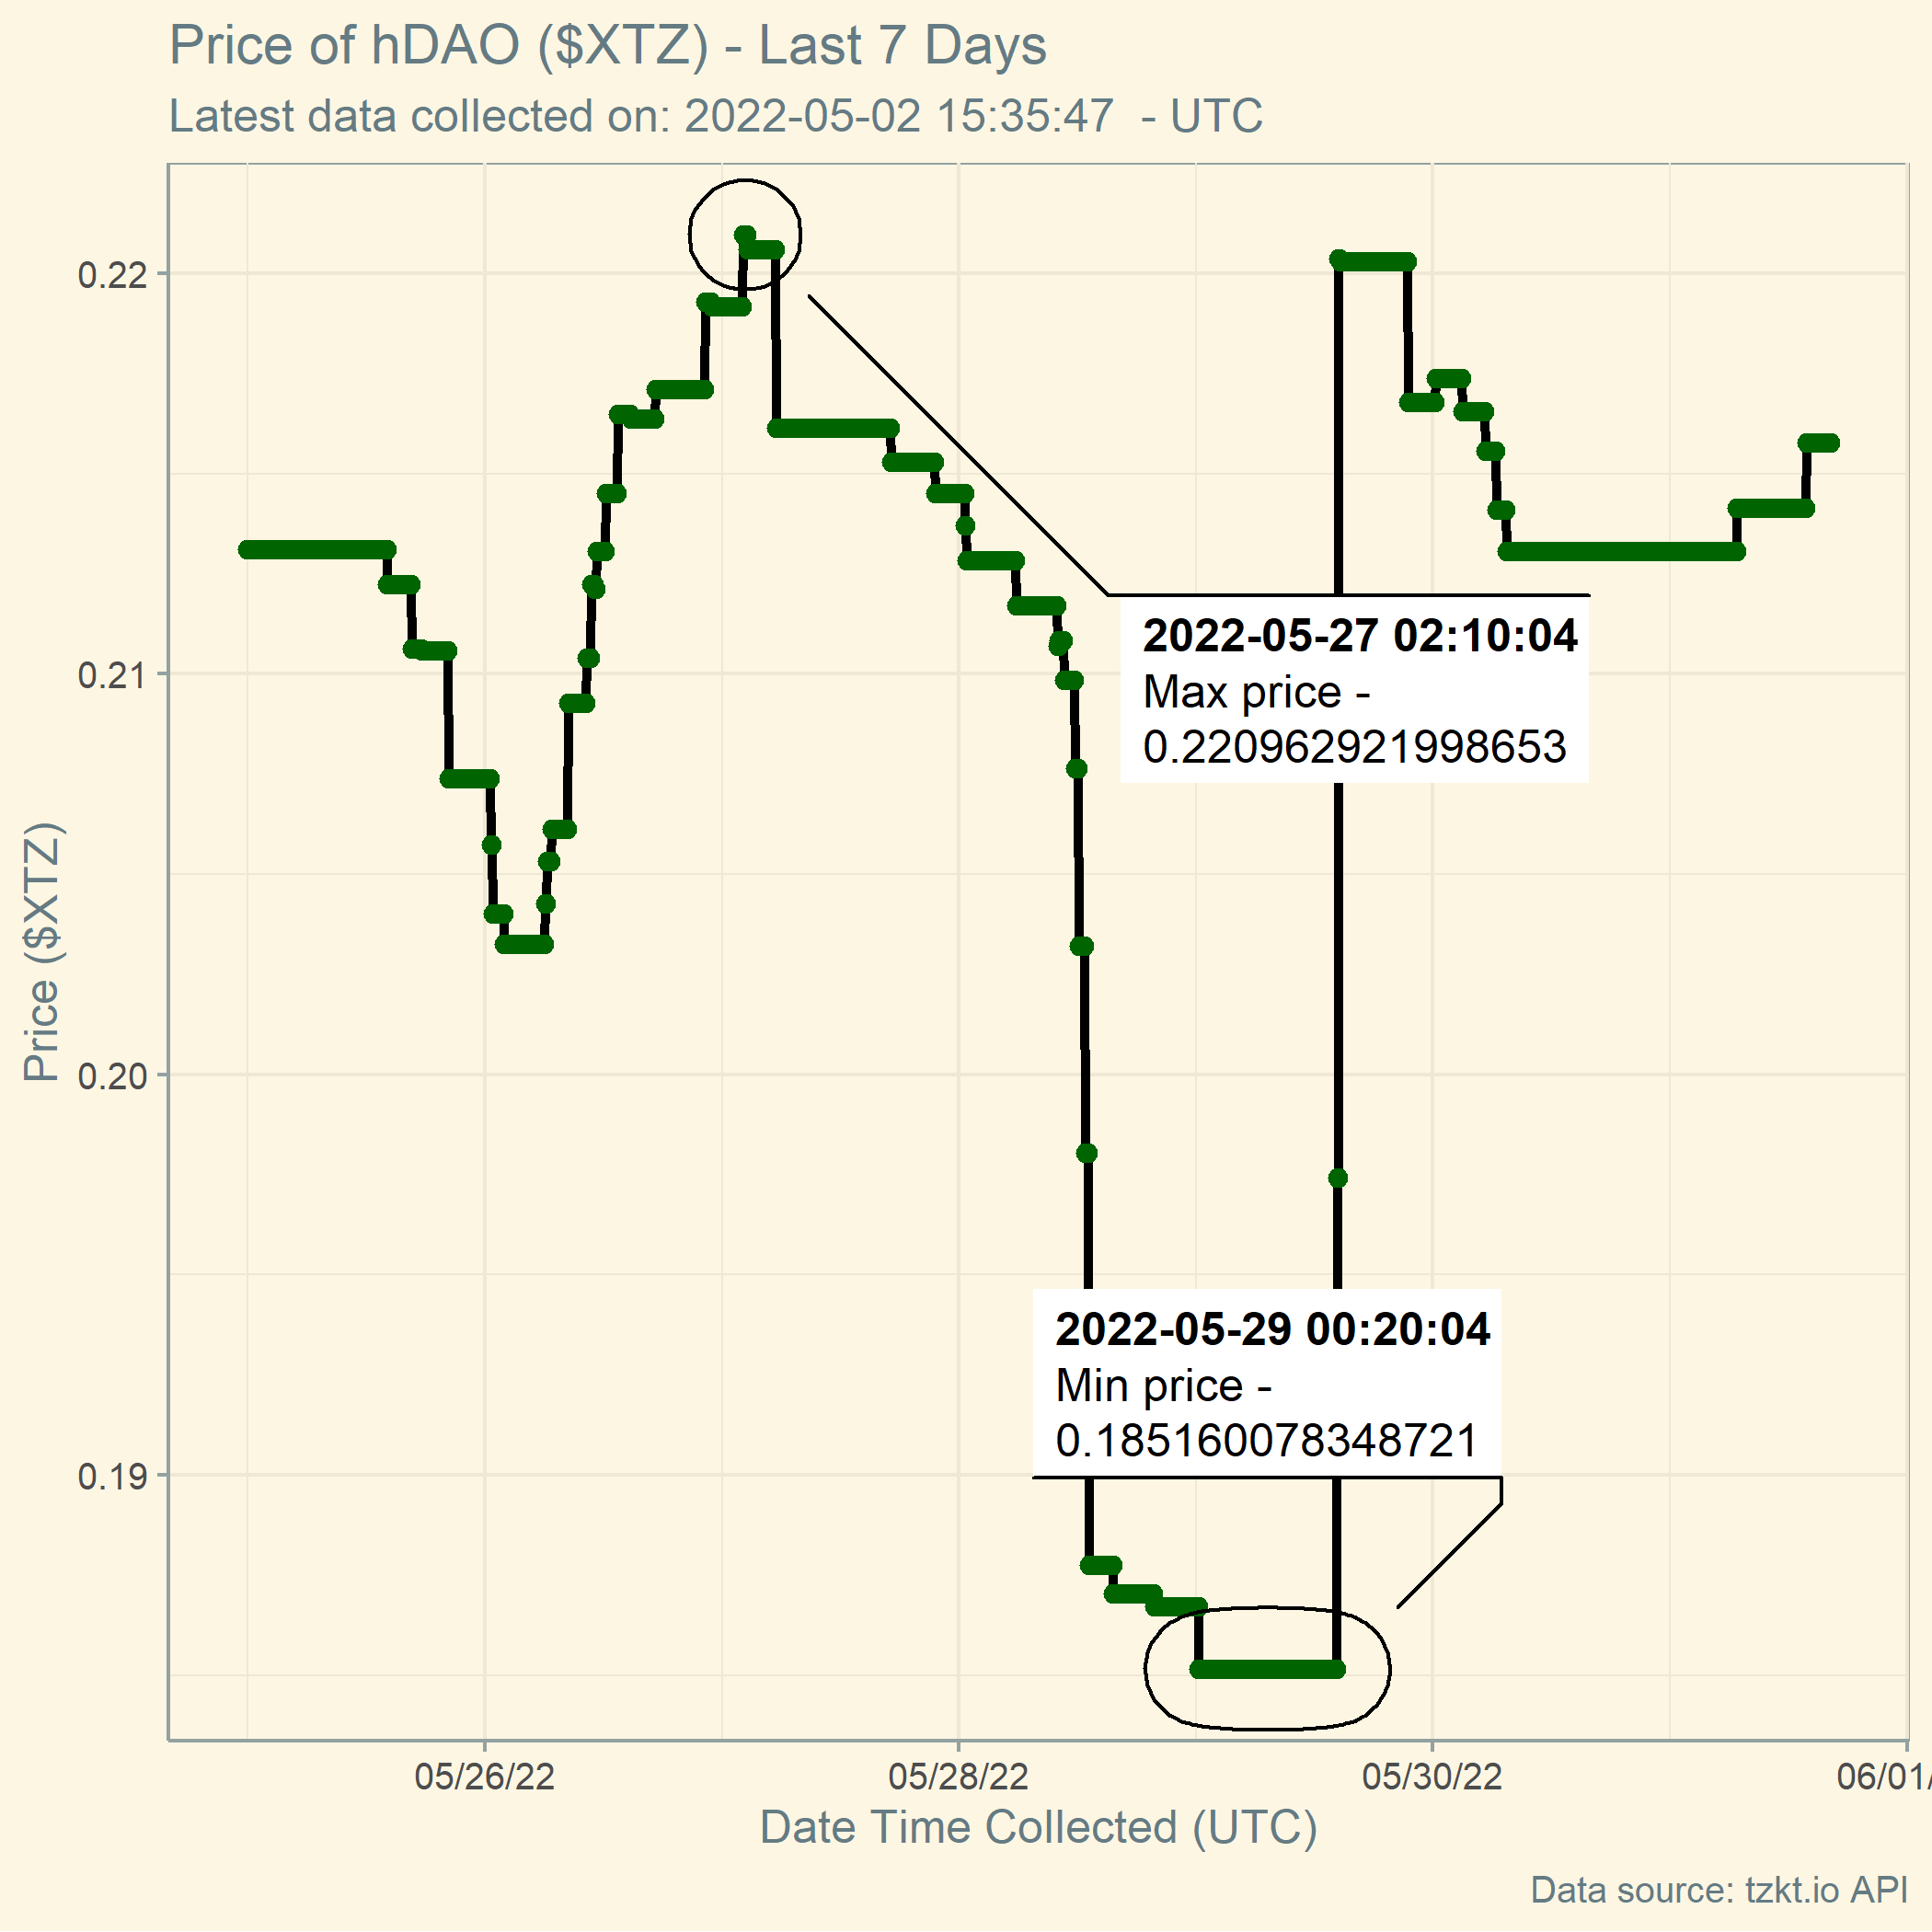 Price of hDAO ($XTZ) - Last 7 Days
Latest data collected on: 2022-05-02 15:35:47  - UTC
0.22
0.21
0.20
0.19
Price ($XTZ)
2022-05-27 02:10:04
Max price -
0.220962921998653
2022-05-29 00:20:04
Min price -
0.185160078348721
05/26/22
05/28/22
05/30/22
06/01/
Date Time Collected (UTC)
Data source: tzkt.io API